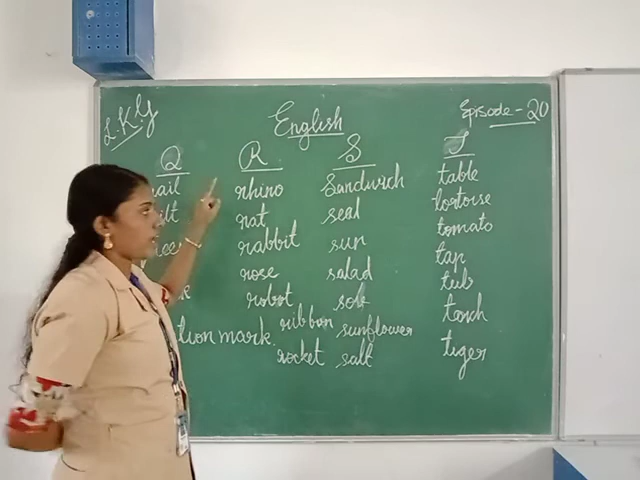 L.K.G
English
Episode - 20
Q R S T
rhino Sandwich table
rat seal tortoise
rabbit sun tomato
rose salad tap
robot tub
ribbon sunflower torch
rocket salt tiger